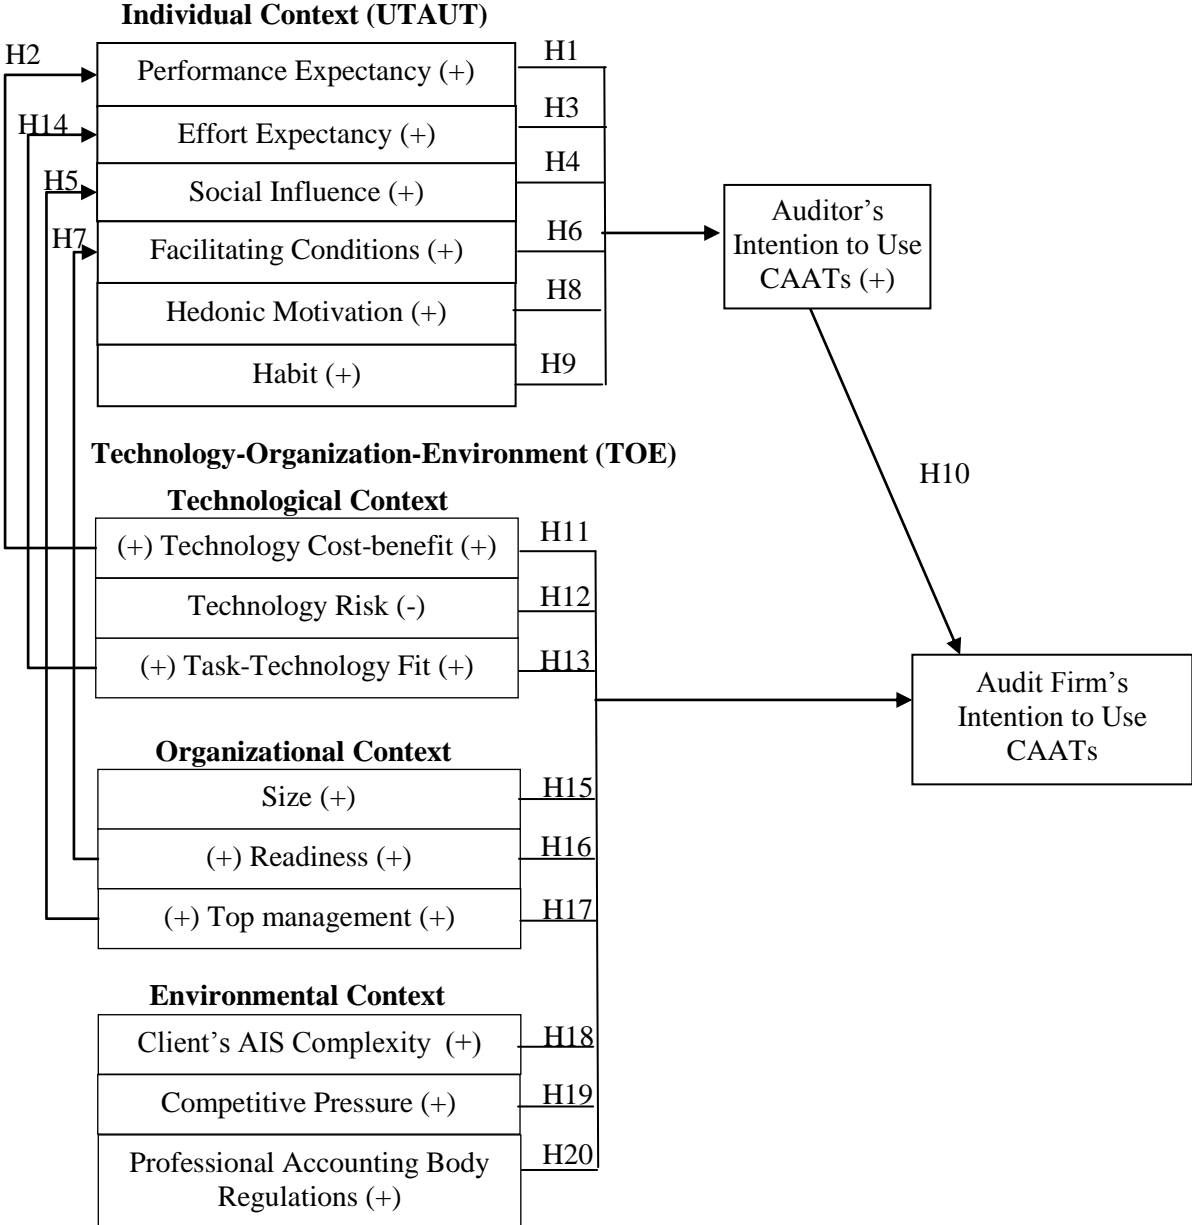 Individual Context (UTAUT)
H2
Performance Expectancy (+)
H1
H14
Effort Expectancy (+)
H3
H5
Social Influence (+)
H4
H7
Facilitating Conditions (+)
H6
Hedonic Motivation (+)
H8
Habit (+)
H9
Auditor’s
Intention to Use
CAATs (+)
H10
Technology-Organization-Environment (TOE)
Technological Context
(+) Technology Cost-benefit (+)
H11
Technology Risk (-)
H12
(+) Task-Technology Fit (+)
H13
Audit Firm’s
Intention to Use
CAATs
Organizational Context
Size (+)
H15
(+) Readiness (+)
H16
(+) Top management (+)
H17
Environmental Context
Client’s AIS Complexity (+)
H18
Competitive Pressure (+)
H19
Professional Accounting Body
Regulations (+)
H20